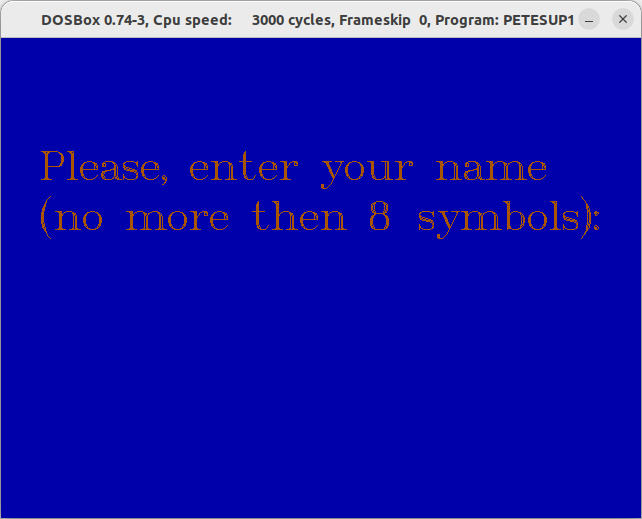 DOSBox 0.74-3, Cpu speed: 3000 cycles, Frameskip 0, Program: PETESUP1
Please, enter your name
(no more then 8 symbols):